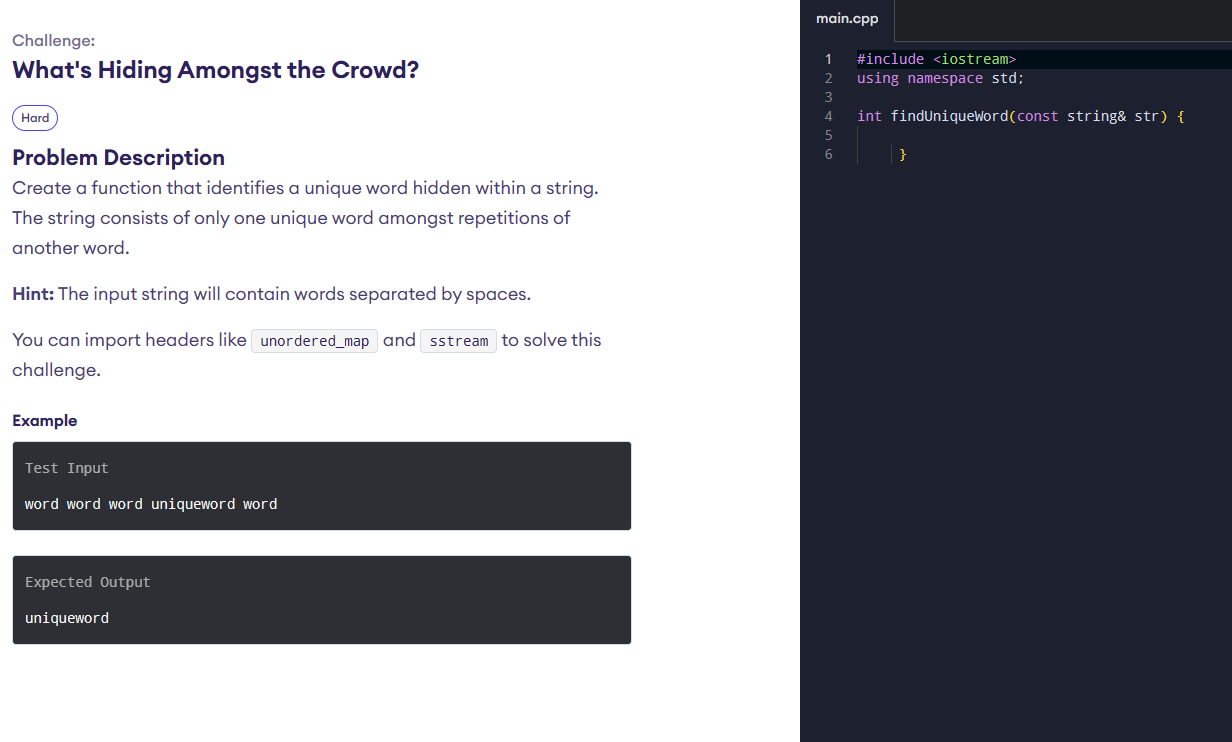 Challenge:
What's Hiding Amongst the Crowd?
Hard
Problem Description
Create a function that identifies a unique word hidden within a string.
The string consists of only one unique word amongst repetitions of
another word.
Hint: The input string will contain words separated by spaces.
You can import headers like unordered_map and sstream to solve this
challenge.
Example
Test Input
word word word uniqueword word
Expected Output
uniqueword
main.cpp
1 #include <iostream>
2 using namespace std;
3
4 int findUniqueWord(const string& str) {
5
6 }